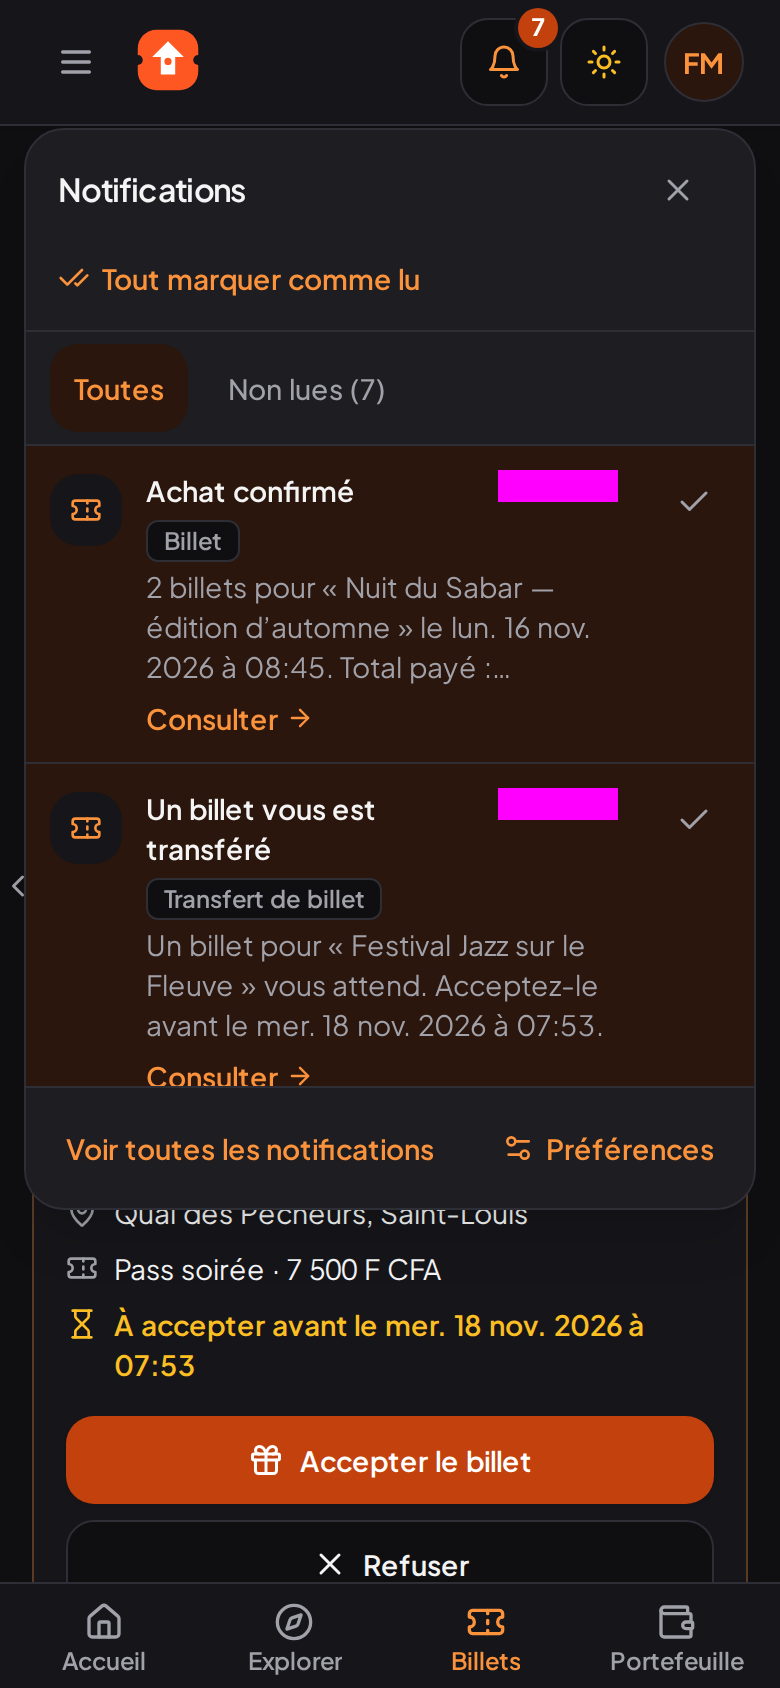 7
FM
Notifications
Tout marquer comme lu
Toutes
Non lues (7)
Achat confirmé
Billet
2 billets pour « Nuit du Sabar —
édition d’automne » le lun. 16 nov.
2026 à 08:45. Total payé :...
Consulter →
Un billet vous est
transféré
Transfert de billet
Un billet pour « Festival Jazz sur le
Fleuve » vous attend. Acceptez-le
avant le mer. 18 nov. 2026 à 07:53.
Consulter →
Voir toutes les notifications
Préférences
Quai des Pêcheurs, Saint-Louis
Pass soirée · 7 500 F CFA
À accepter avant le mer. 18 nov. 2026 à
07:53
Accepter le billet
Refuser
Accueil
Explorer
Billets
Portefeuille